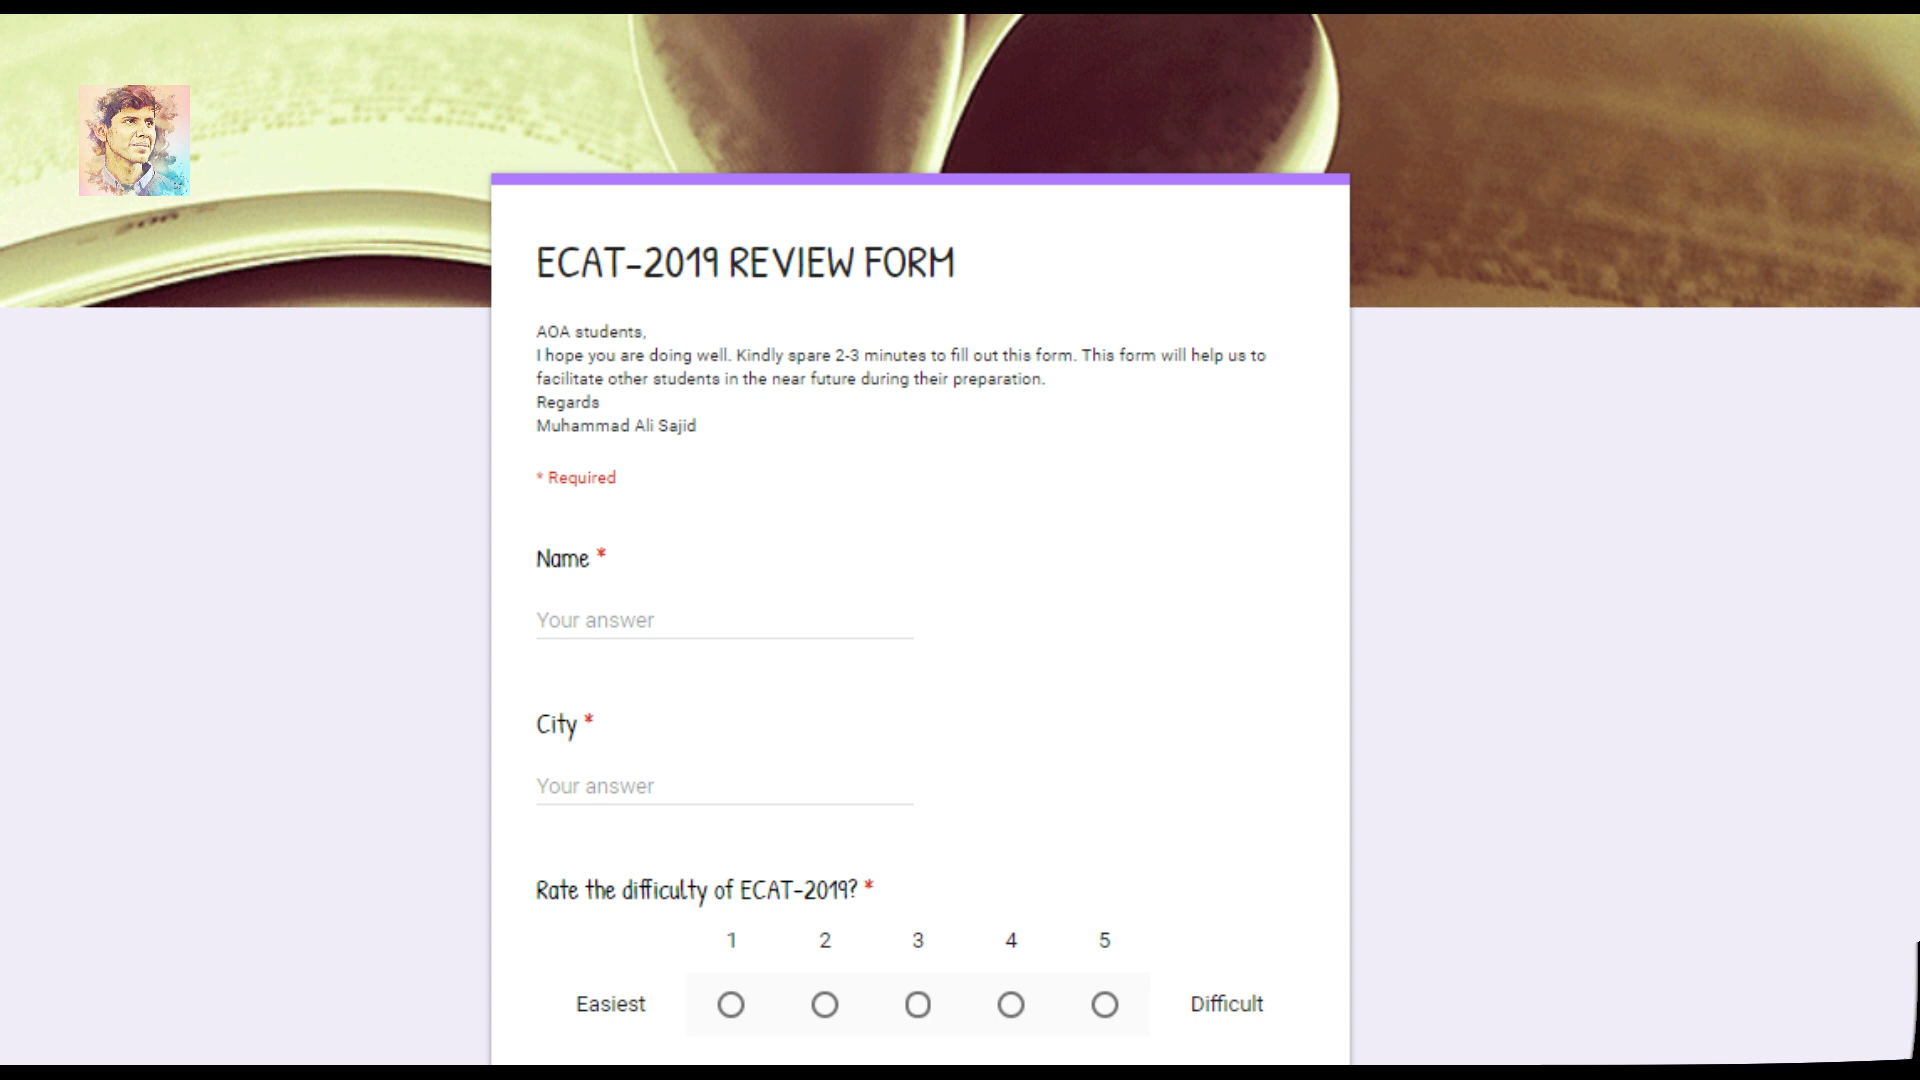 ECAT-2019 REVIEW FORM
AOA students,
I hope you are doing well. Kindly spare 2-3 minutes to fill out this form. This form will help us to
facilitate other students in the near future during their preparation.
Regards
Muhammad Ali Sajid
* Required
Name *
Your answer
City *
Your answer
Rate the difficulty of ECAT-2019? *
1 2 3 4 5
Easiest Difficult